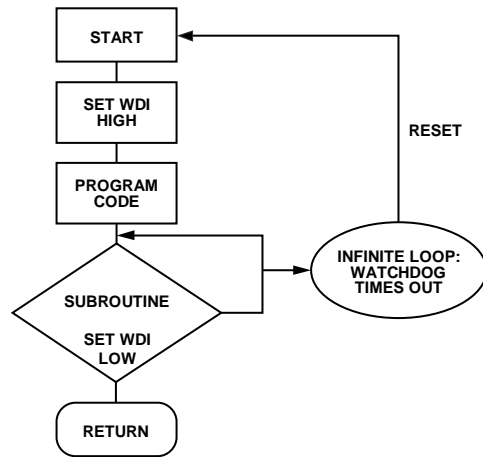 START
SET WDI
HIGH
RESET
PROGRAM
CODE
INFINITE LOOP:
WATCHDOG
TIMES OUT
SUBROUTINE
SET WDI
LOW
RETURN